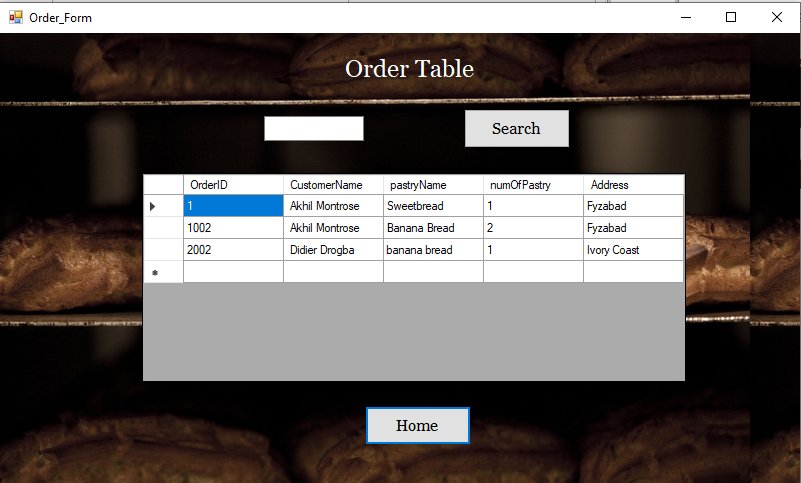 Order_Form
Order Table
Search
OrderID CustomerName pastryName numOfPastry Address
1 Akhil Montrose Sweetbread 1 Fyzabad
1002 Akhil Montrose Banana Bread 2 Fyzabad
2002 Didier Drogba banana bread 1 Ivory Coast
Home